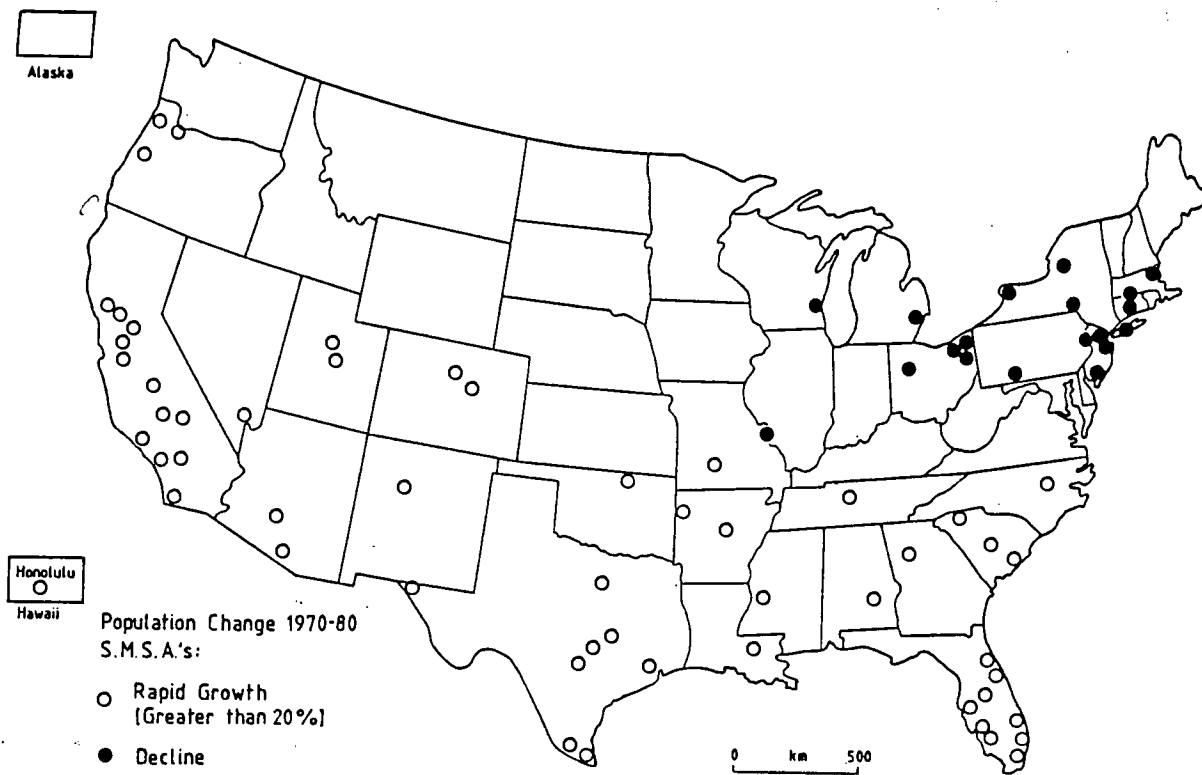 Alaska
Honolulu
Hawaii
Population Change 1970-80
S.M.S.A.'s:
Rapid Growth
[Greater than 20%]
Decline
0 km 500